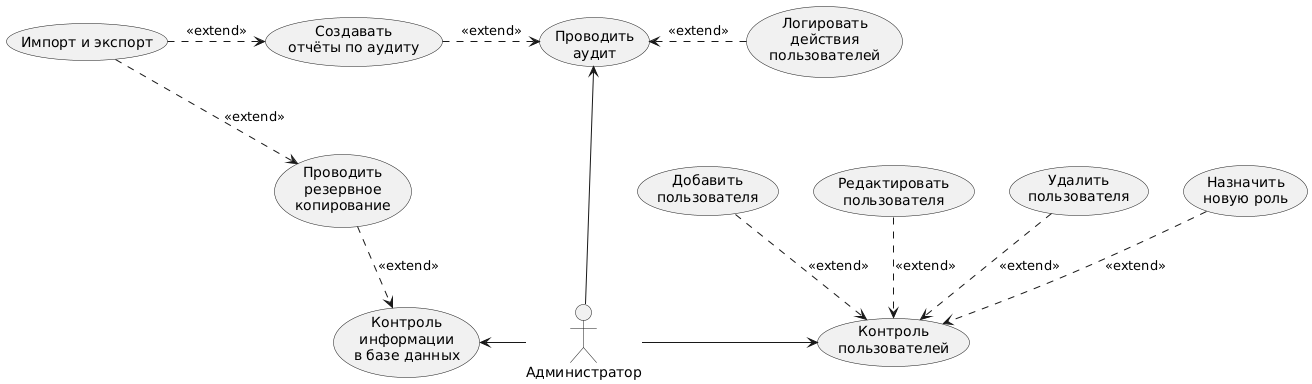 Импорт и экспорт
«extend»
Создавать
отчёты по аудиту
«extend»
Проводить
аудит
«extend»
Логировать
действия
пользователей
«extend»
Проводить
резервное
копирование
Добавить
пользователя
Редактировать
пользователя
Удалить
пользователя
Назначить
новую роль
«extend»
«extend»
«extend»
«extend»
«extend»
Контроль
информации
в базе данных
Администратор
Контроль
пользователей